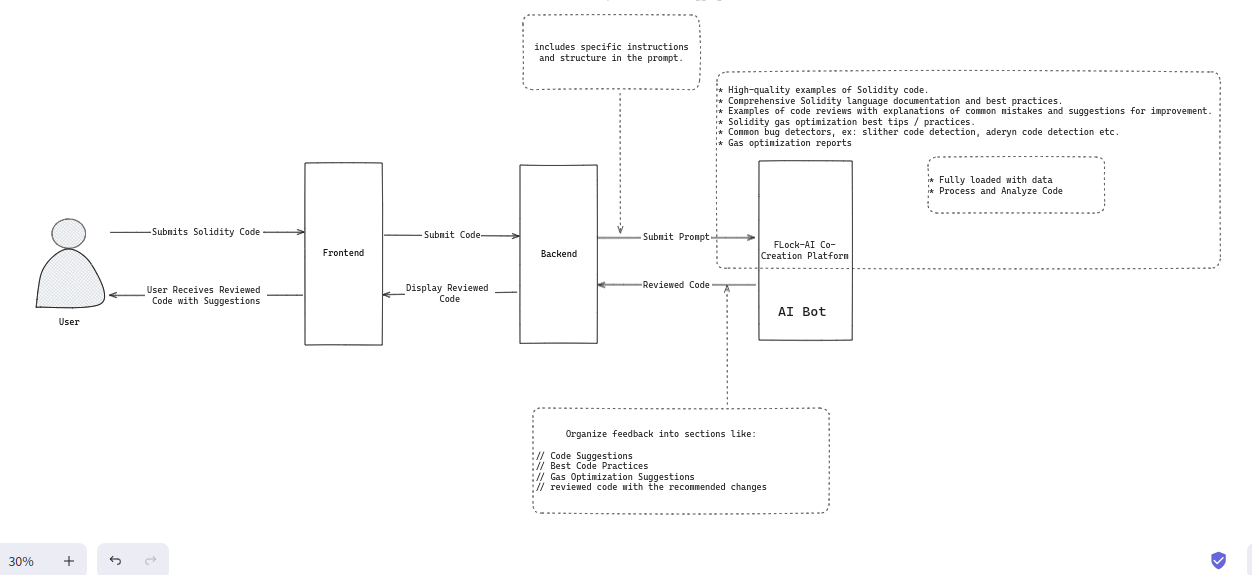 includes specific instructions
and structure in the prompt.
* High-quality examples of Solidity code.
* Comprehensive Solidity language documentation and best practices.
* Examples of code reviews with explanations of common mistakes and suggestions for improvement.
* Solidity gas optimization best tips / practices.
* Common bug detectors, ex: slither code detection, aderyn code detection etc.
* Gas optimization reports
* Fully loaded with data
* Process and Analyze Code
Submits Solidity Code
Frontend
Submit Code
Backend
Submit Prompt
FLock-AI Co-
Creation Platform
User Receives Reviewed
Code with Suggestions
Display Reviewed
Code
Reviewed Code
AI Bot
User
Organize feedback into sections like:
// Code Suggestions
// Best Code Practices
// Gas Optimization Suggestions
// reviewed code with the recommended changes
30%